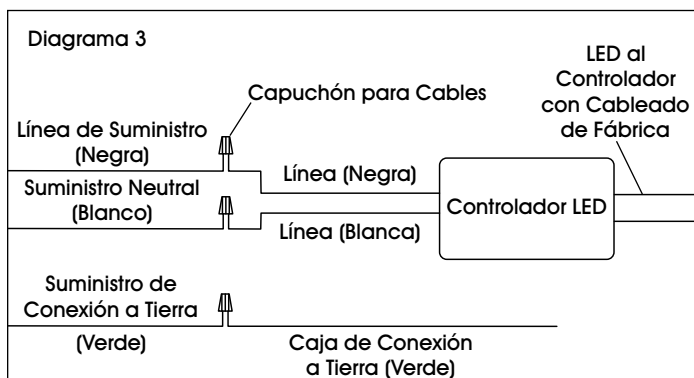 Diagrama 3
LED al
Controlador
con Cableado
de Fábrica
Capuchón para Cables
Línea de Suministro
(Negra)
Línea (Negra)
Suministro Neutral
(Blanco)
Controlador LED
Línea (Blanca)
Suministro de
Conexión a Tierra
(Verde)
Caja de Conexión
a Tierra (Verde)